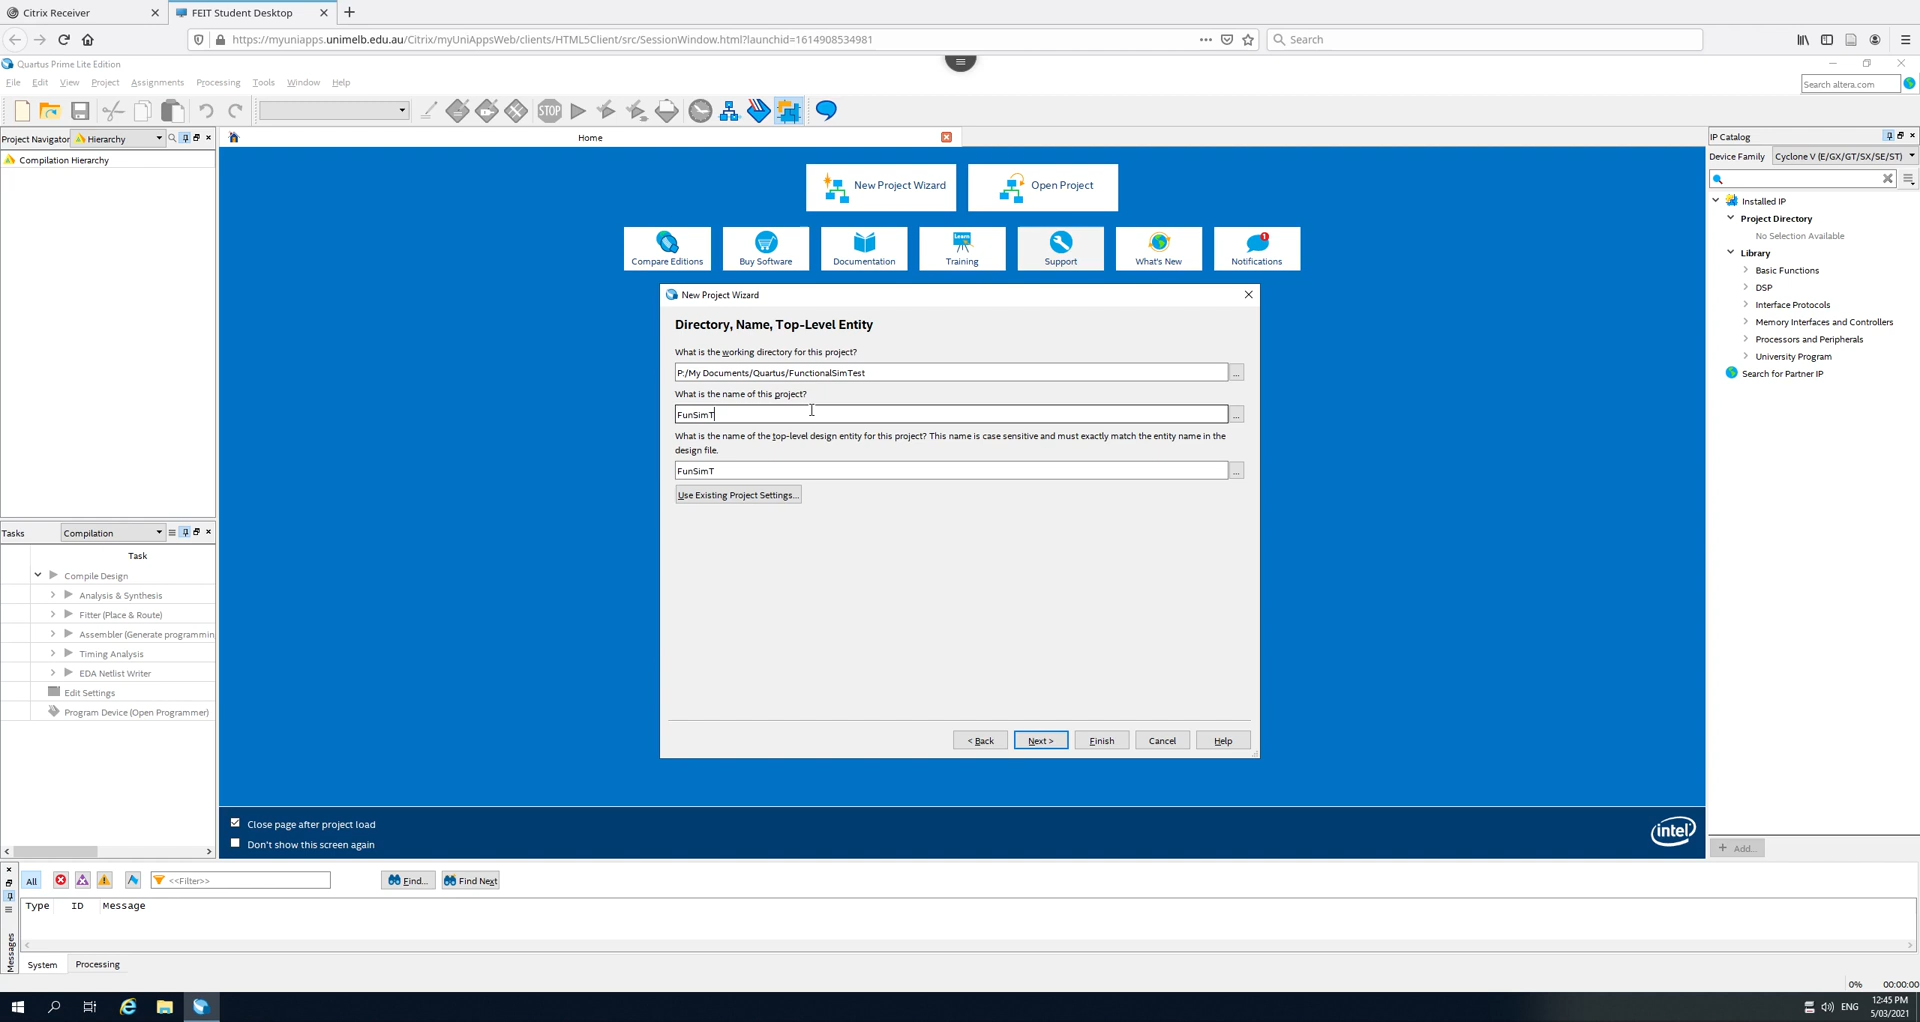 Citrix Receiver
FEIT Student Desktop
https://myuniapps.unimelb.edu.au/Citrix/myUniAppsWeb/clients/HTML5Client/src/SessionWindow.html?launchid=1614908534981
Search
Quartus Prime Lite Edition
File Edit View Project Assignments Processing Tools Window Help
Search altera.com
STOP
Project Navigator Hierarchy
Home
IP Catalog
Compilation Hierarchy
Device Family Cyclone V (E/GX/GT/SX/SE/ST)
New Project Wizard
Open Project
Installed IP
Project Directory
No Selection Available
Library
Basic Functions
DSP
Interface Protocols
Memory Interfaces and Controllers
Processors and Peripherals
University Program
Search for Partner IP
Compare Editions
Buy Software
Documentation
Learn
Training
Support
What's New
1
Notifications
New Project Wizard
Directory, Name, Top-Level Entity
What is the working directory for this project?
P:/My Documents/Quartus/FunctionalSimTest
...
What is the name of this project?
FunSimT
...
What is the name of the top-level design entity for this project? This name is case sensitive and must exactly match the entity name in the
design file.
FunSimT
...
Use Existing Project Settings...
< Back
Next >
Finish
Cancel
Help
Tasks Compilation
Task
Compile Design
Analysis & Synthesis
Fitter (Place & Route)
Assembler (Generate programmin
Timing Analysis
EDA Netlist Writer
Edit Settings
Program Device (Open Programmer)
Close page after project load
Don't show this screen again
intel
Add...
All
<<Filter>>
Find...
Find Next
Type ID Message
Messages
System Processing
0% 00:00:00
ENG
12:45 PM
5/03/2021